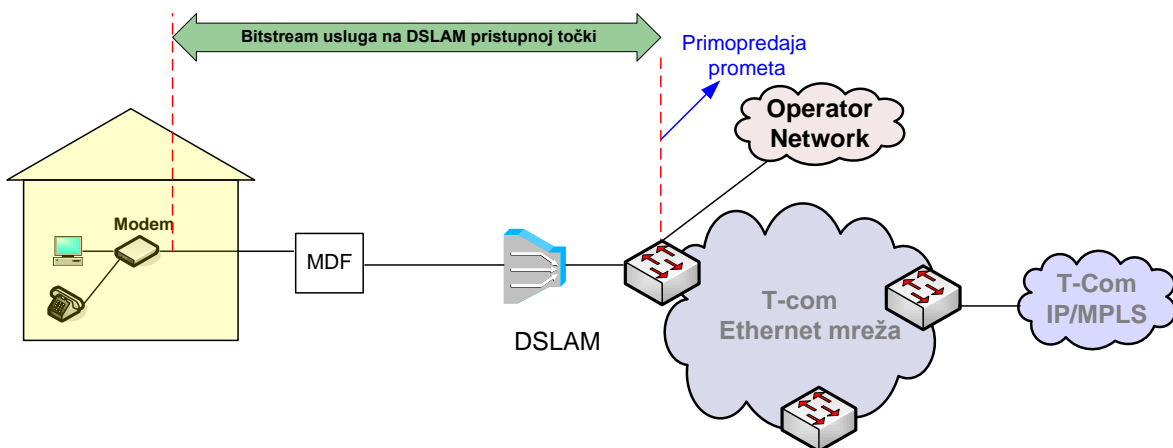 Bitstream usluga na DSLAM pristupnoj točki
Primopredaja
prometa
Operator
Network
Modem
MDF
DSLAM
T-com
Ethernet mreža
T-Com
IP/MPLS